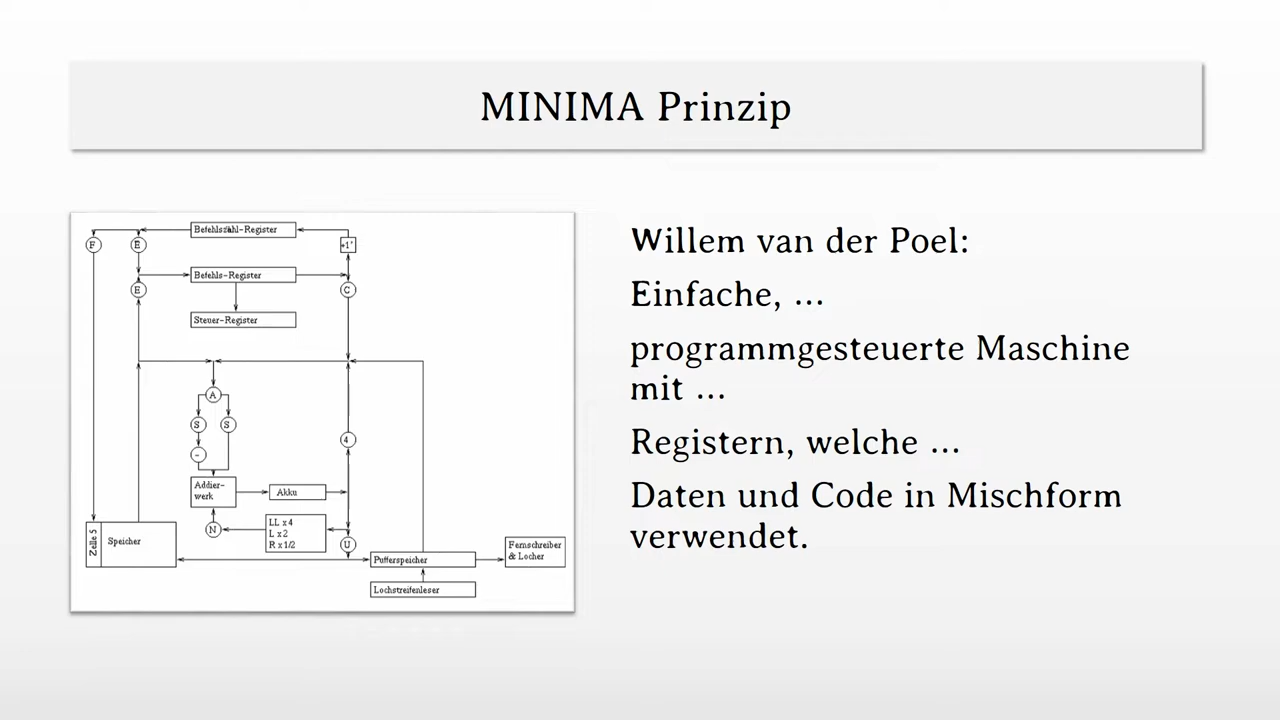 MINIMA Prinzip
Befehlszähl-Register
F
E
+1'
Befehls-Register
E
C
Steuer-Register
A
S
S
-
4
Addier-
werk
Akku
N
LL x 4
L x 2
R x 1/2
U
Zelle 5
Speicher
Pufferspeicher
Fernschreiber
& Locher
Lochstreifenleser
Willem van der Poel:
Einfache, ...
programmgesteuerte Maschine
mit ...
Registern, welche ...
Daten und Code in Mischform
verwendet.